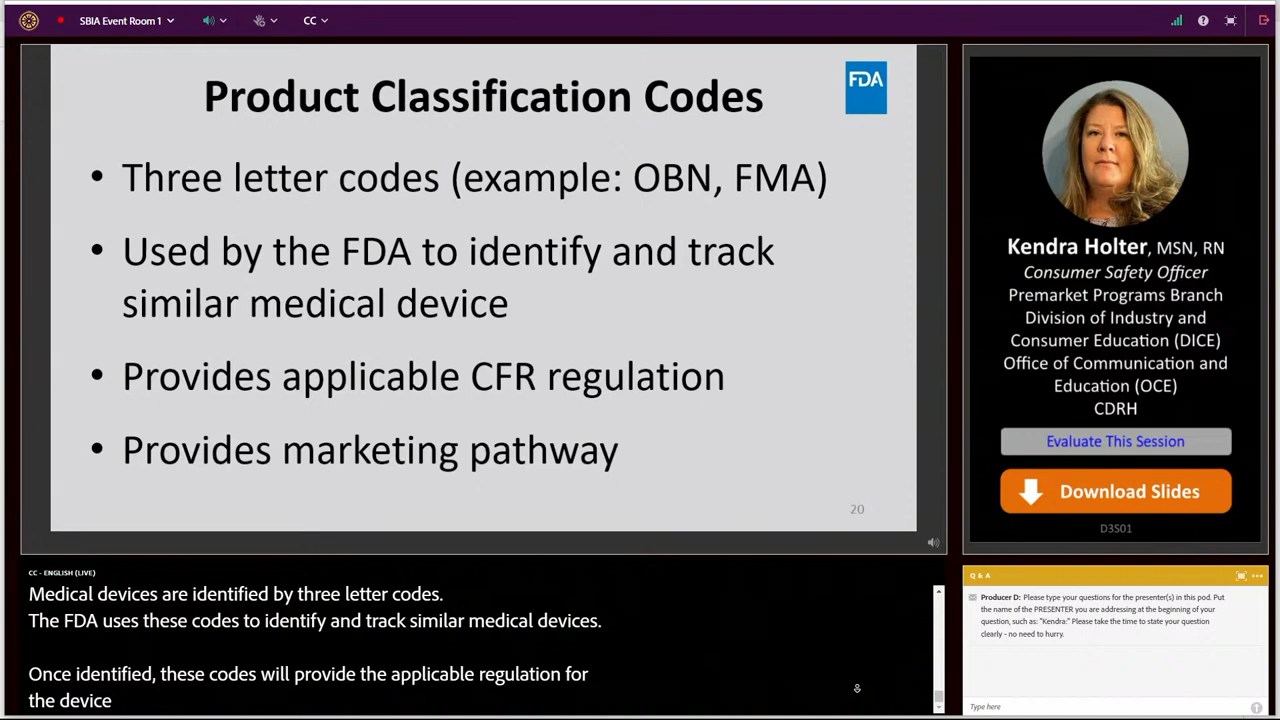 SBIA Event Room 1
CC
Product Classification Codes
FDA
• Three letter codes (example: OBN, FMA)
• Used by the FDA to identify and track
similar medical device
• Provides applicable CFR regulation
• Provides marketing pathway
20
Kendra Holter, MSN, RN
Consumer Safety Officer
Premarket Programs Branch
Division of Industry and
Consumer Education (DICE)
Office of Communication and
Education (OCE)
CDRH
Evaluate This Session
Download Slides
D3S01
CC - ENGLISH (LIVE)
Medical devices are identified by three letter codes.
The FDA uses these codes to identify and track similar medical devices.
Once identified, these codes will provide the applicable regulation for
the device
Q & A
Producer D: Please type your questions for the presenter(s) in this pod. Put
the name of the PRESENTER you are addressing at the beginning of your
question, such as: "Kendra:" Please take the time to state your question
clearly - no need to hurry.
Type here